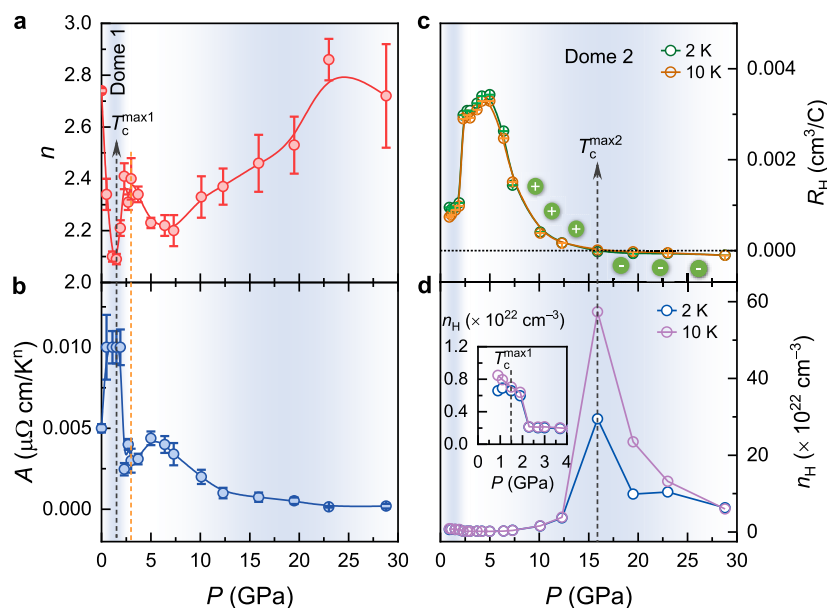 a
n
3.0
2.8
2.6
2.4
2.2
2.0
Dome 1
T_c^max1
b
A (μΩ cm/K^n)
0.010
0.005
0.000
0 5 10 15 20 25 30
P (GPa)
c
Dome 2
2 K
10 K
T_c^max2
+
+
+
-
-
-
0.004
0.002
0.000
R_H (cm³/C)
d
n_H (× 10²² cm⁻³)
1.2
0.8
0.4
0.0
T_c^max1
0 1 2 3 4
P (GPa)
2 K
10 K
60
40
20
0
n_H (× 10²² cm⁻³)
0 5 10 15 20 25 30
P (GPa)